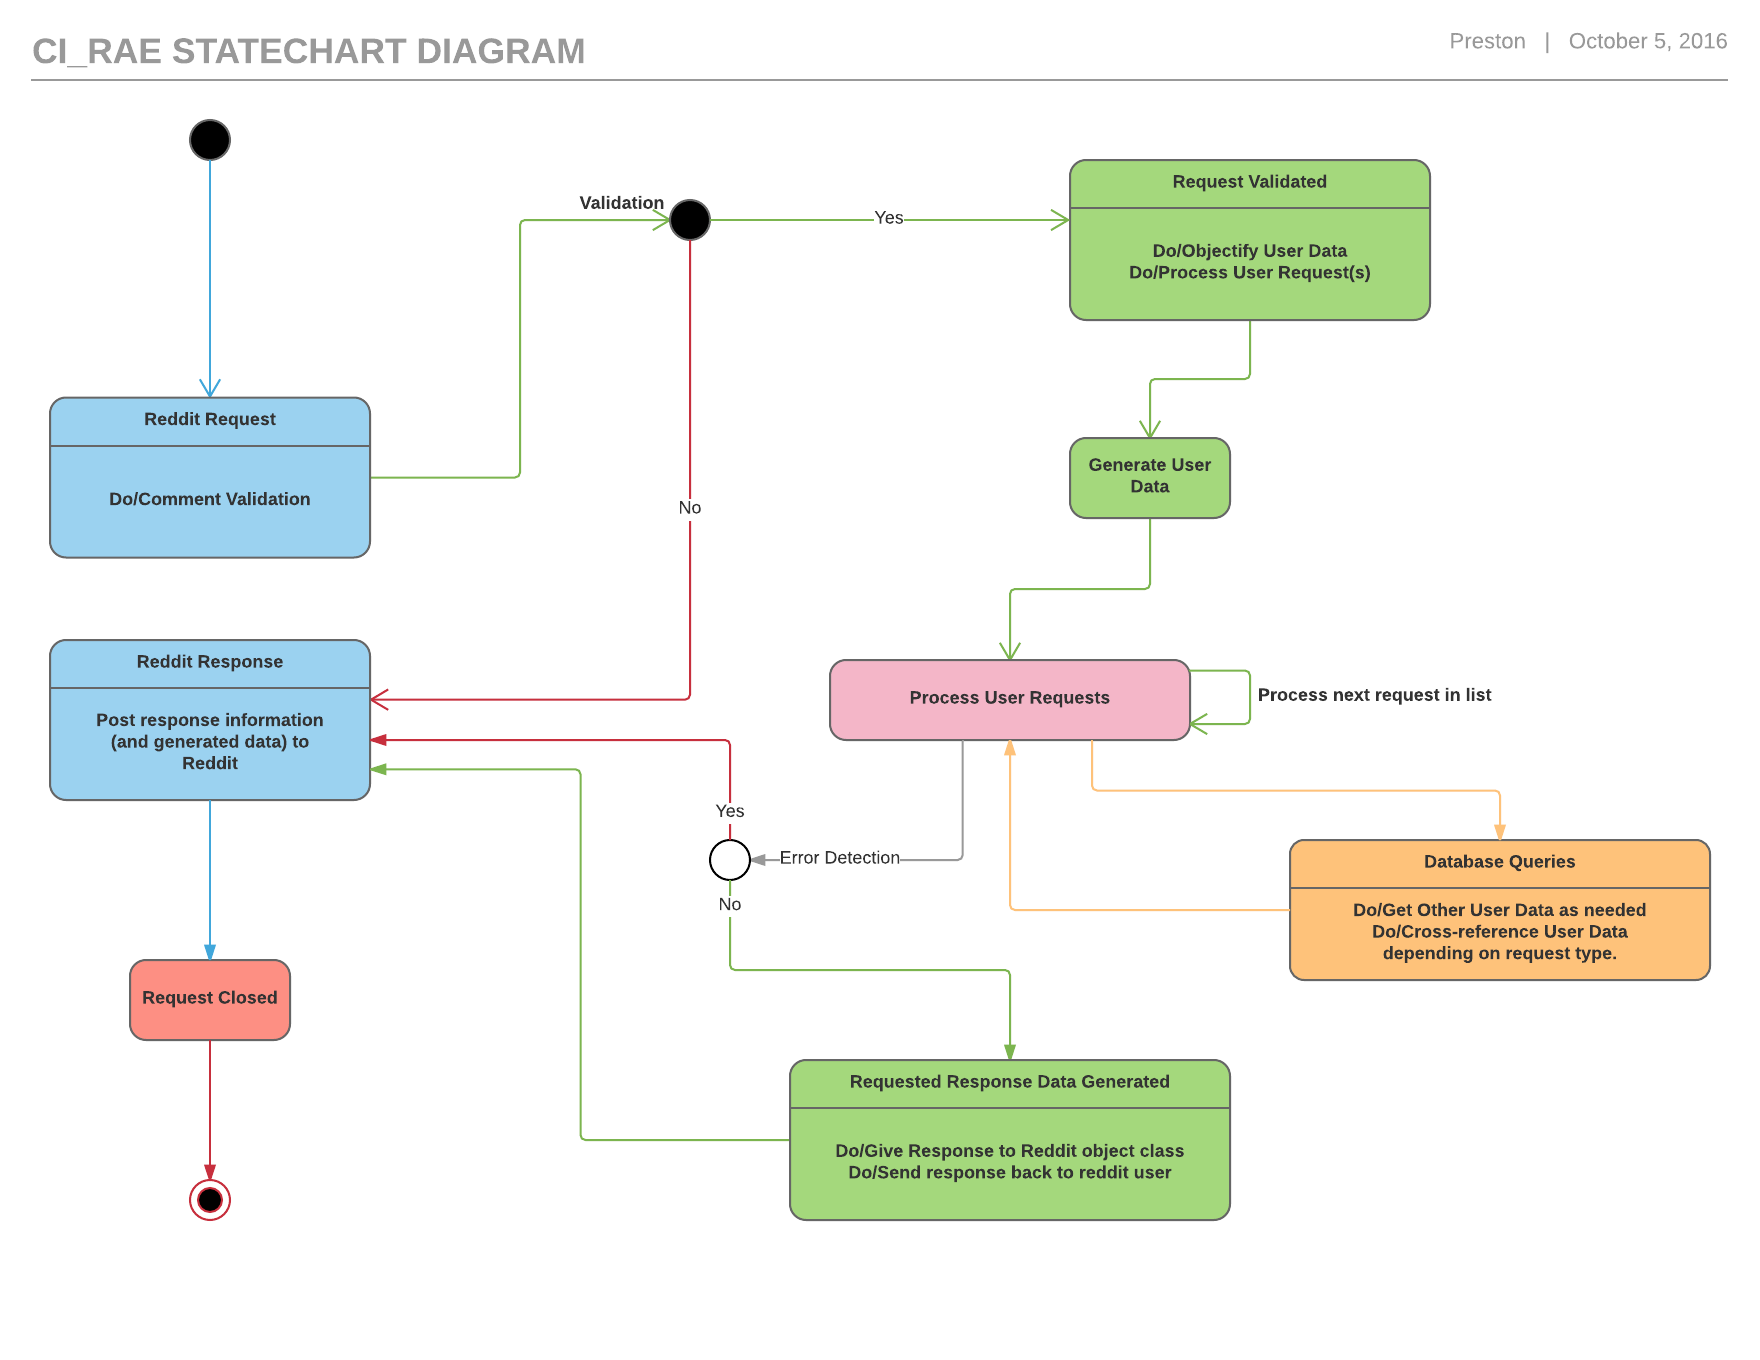 CI_RAE STATECHART DIAGRAM
Preston | October 5, 2016
Validation
Yes
Request Validated
Do/Objectify User Data
Do/Process User Request(s)
Reddit Request
Do/Comment Validation
No
Generate User
Data
Reddit Response
Post response information
(and generated data) to
Reddit
Process User Requests
Process next request in list
Yes
Error Detection
No
Database Queries
Do/Get Other User Data as needed
Do/Cross-reference User Data
depending on request type.
Request Closed
Requested Response Data Generated
Do/Give Response to Reddit object class
Do/Send response back to reddit user